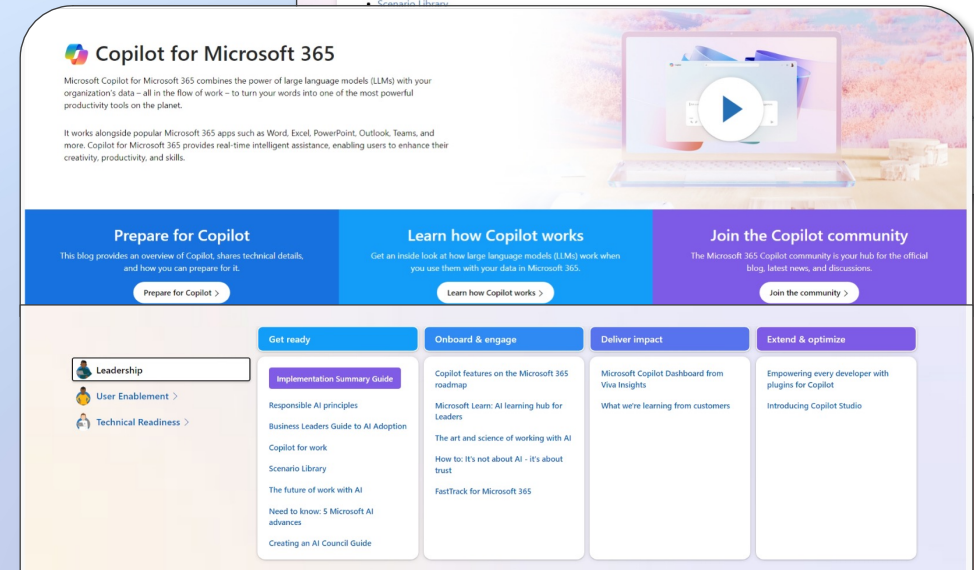 Scenario Library
Copilot for Microsoft 365
Microsoft Copilot for Microsoft 365 combines the power of large language models (LLMs) with your
organization's data – all in the flow of work – to turn your words into one of the most powerful
productivity tools on the planet.
It works alongside popular Microsoft 365 apps such as Word, Excel, PowerPoint, Outlook, Teams, and
more. Copilot for Microsoft 365 provides real-time intelligent assistance, enabling users to enhance their
creativity, productivity, and skills.
Prepare for Copilot
This blog provides an overview of Copilot, shares technical details,
and how you can prepare for it.
Prepare for Copilot >
Learn how Copilot works
Get an inside look at how large language models (LLMs) work when
you use them with your data in Microsoft 365.
Learn how Copilot works >
Join the Copilot community
The Microsoft 365 Copilot community is your hub for the official
blog, latest news, and discussions.
Join the community >
Leadership
User Enablement >
Technical Readiness >
Get ready
Implementation Summary Guide
Responsible AI principles
Business Leaders Guide to AI Adoption
Copilot for work
Scenario Library
The future of work with AI
Need to know: 5 Microsoft AI
advances
Creating an AI Council Guide
Onboard & engage
Copilot features on the Microsoft 365
roadmap
Microsoft Learn: AI learning hub for
Leaders
The art and science of working with AI
How to: It's not about AI - it's about
trust
FastTrack for Microsoft 365
Deliver impact
Microsoft Copilot Dashboard from
Viva Insights
What we're learning from customers
Extend & optimize
Empowering every developer with
plugins for Copilot
Introducing Copilot Studio